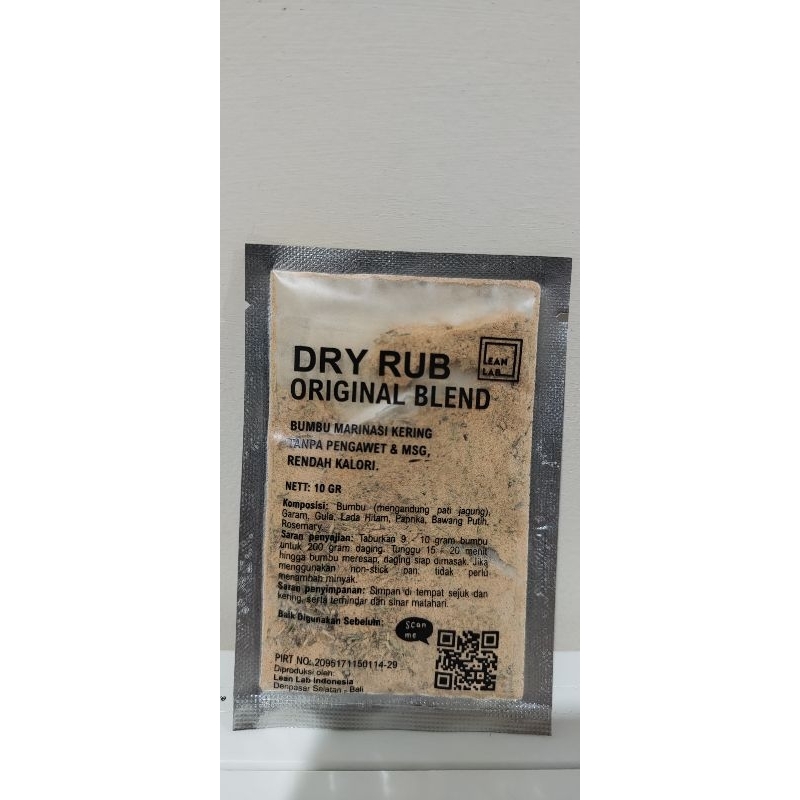 DRY RUB
LEAN
LAB
ORIGINAL BLEND
BUMBU MARINASI KERING
TANPA PENGAWET & MSG,
RENDAH KALORI.
NETT: 10 GR
Komposisi: Bumbu (mengandung pati jagung),
Garam, Gula, Lada Hitam, Paprika, Bawang Putih,
Rosemary
Saran penyajian: Taburkan 9 - 10 gram bumbu
untuk 200 gram daging. Tunggu 15 - 20 menit
hingga bumbu meresap, daging siap dimasak. Jika
menggunakan non-stick pan, tidak perlu
menambah minyak.
Saran penyimpanan: Simpan di tempat sejuk dan
kering, serta terhindar dari sinar matahari.
Baik Digunakan Sebelum:
Scan
me
PIRT NO. 2095171150114-29
Diproduksi oleh:
Lean Lab Indonesia
Denpasar Selatan - Bali